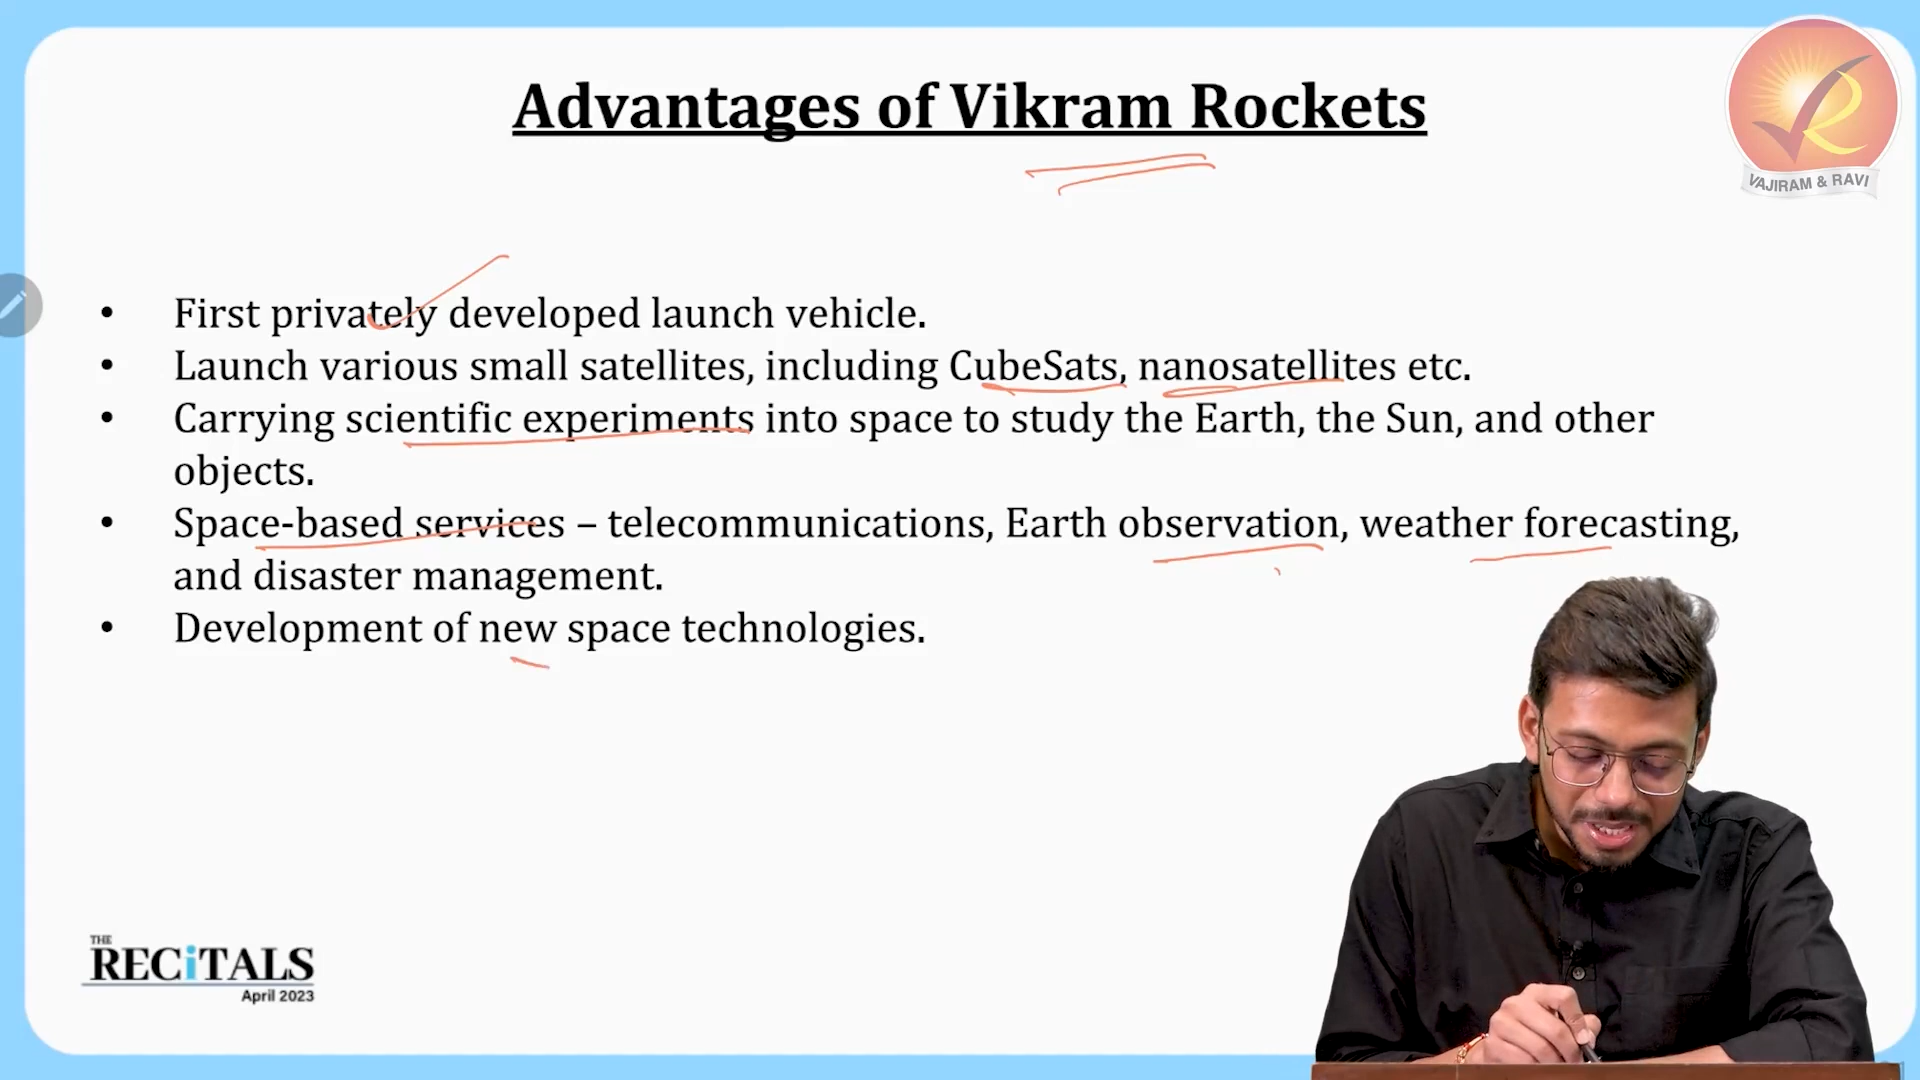 Advantages of Vikram Rockets
VAJIRAM & RAVI
• First privately developed launch vehicle.
• Launch various small satellites, including CubeSats, nanosatellites etc.
• Carrying scientific experiments into space to study the Earth, the Sun, and other
objects.
• Space-based services – telecommunications, Earth observation, weather forecasting,
and disaster management.
• Development of new space technologies.
THE
RECiTALS
April 2023